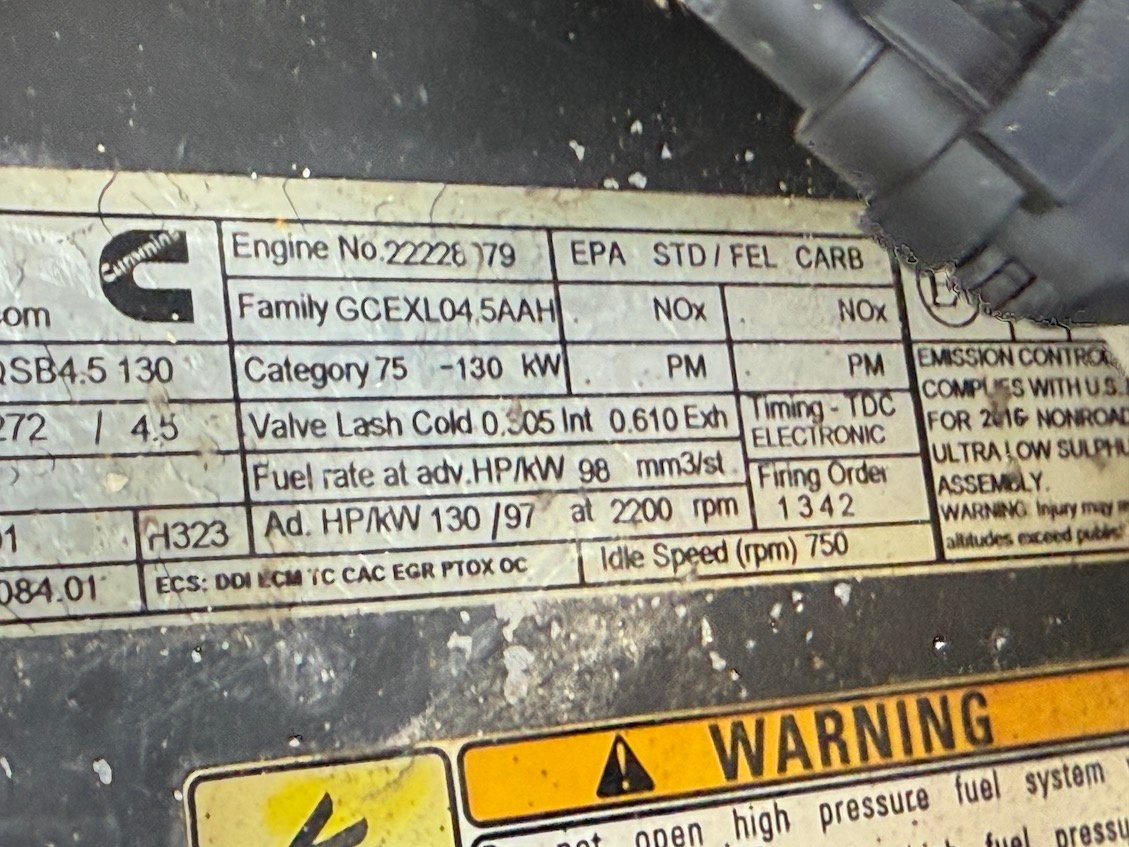 Cummins
Engine No.
EPA STD / FEL CARB
com
Family GCEXL04.5AAH
. NOx
. NOx
QSB4.5 130
Category 75 -130 kW
. PM
. PM
272 / 4.5
Valve Lash Cold 0.305 Int 0.610 Exh
Timing - TDC
ELECTRONIC
Fuel rate at adv.HP/kW 98 mm3/st
Firing Order
1 3 4 2
H323
Ad. HP/kW 130 /97 at 2200 rpm
084.01
ECS: DDI ECM TC CAC EGR PTOX OC
Idle Speed (rpm) 750
EMISSION CONTROL
COMPLIES WITH U.S.
FOR 2016 NONROAD
ULTRA LOW SULPHU
ASSEMBLY.
WARNING: Injury may
altitudes exceed publis
WARNING
not open high pressure fuel system
fuel pressu